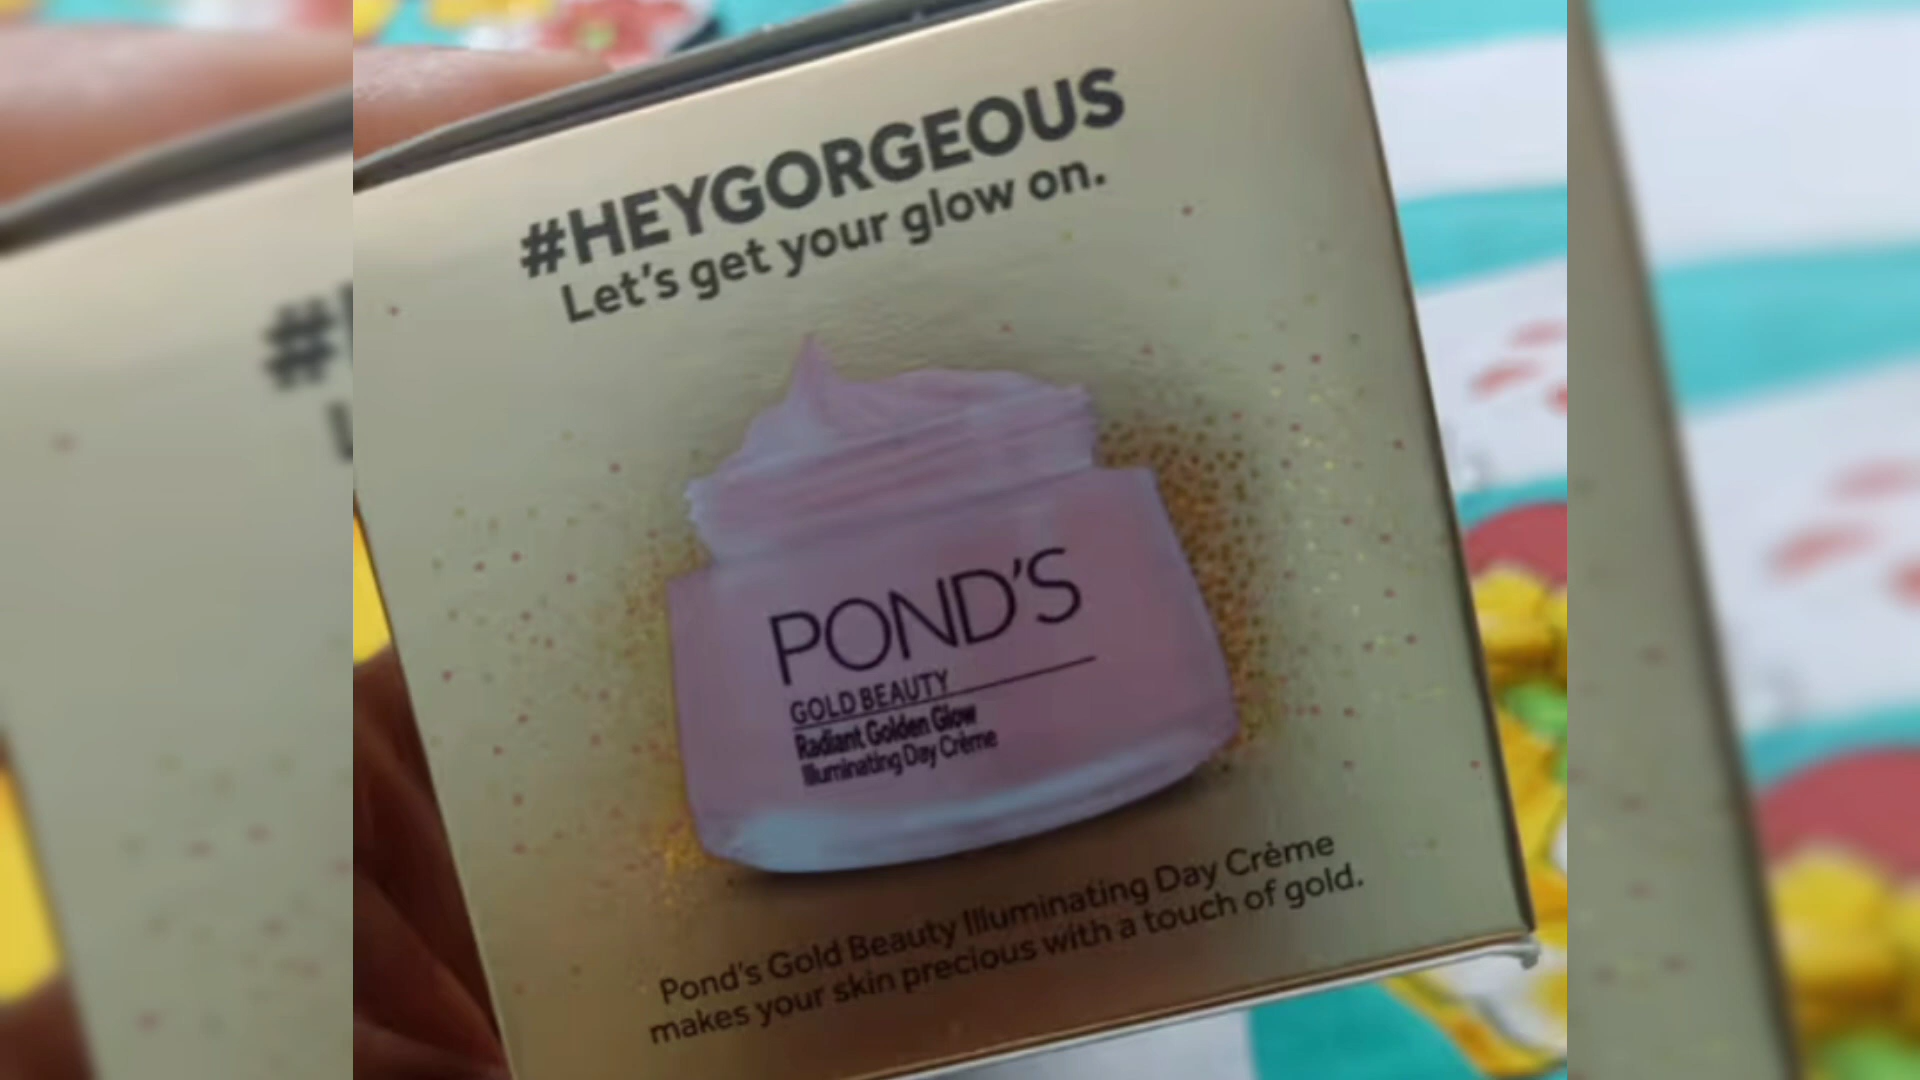 #HEYGORGEOUS
Let's get your glow on.
POND'S
GOLD BEAUTY
Radiant Golden Glow
Illuminating Day Crème
Pond's Gold Beauty Illuminating Day Crème
makes your skin precious with a touch of gold.